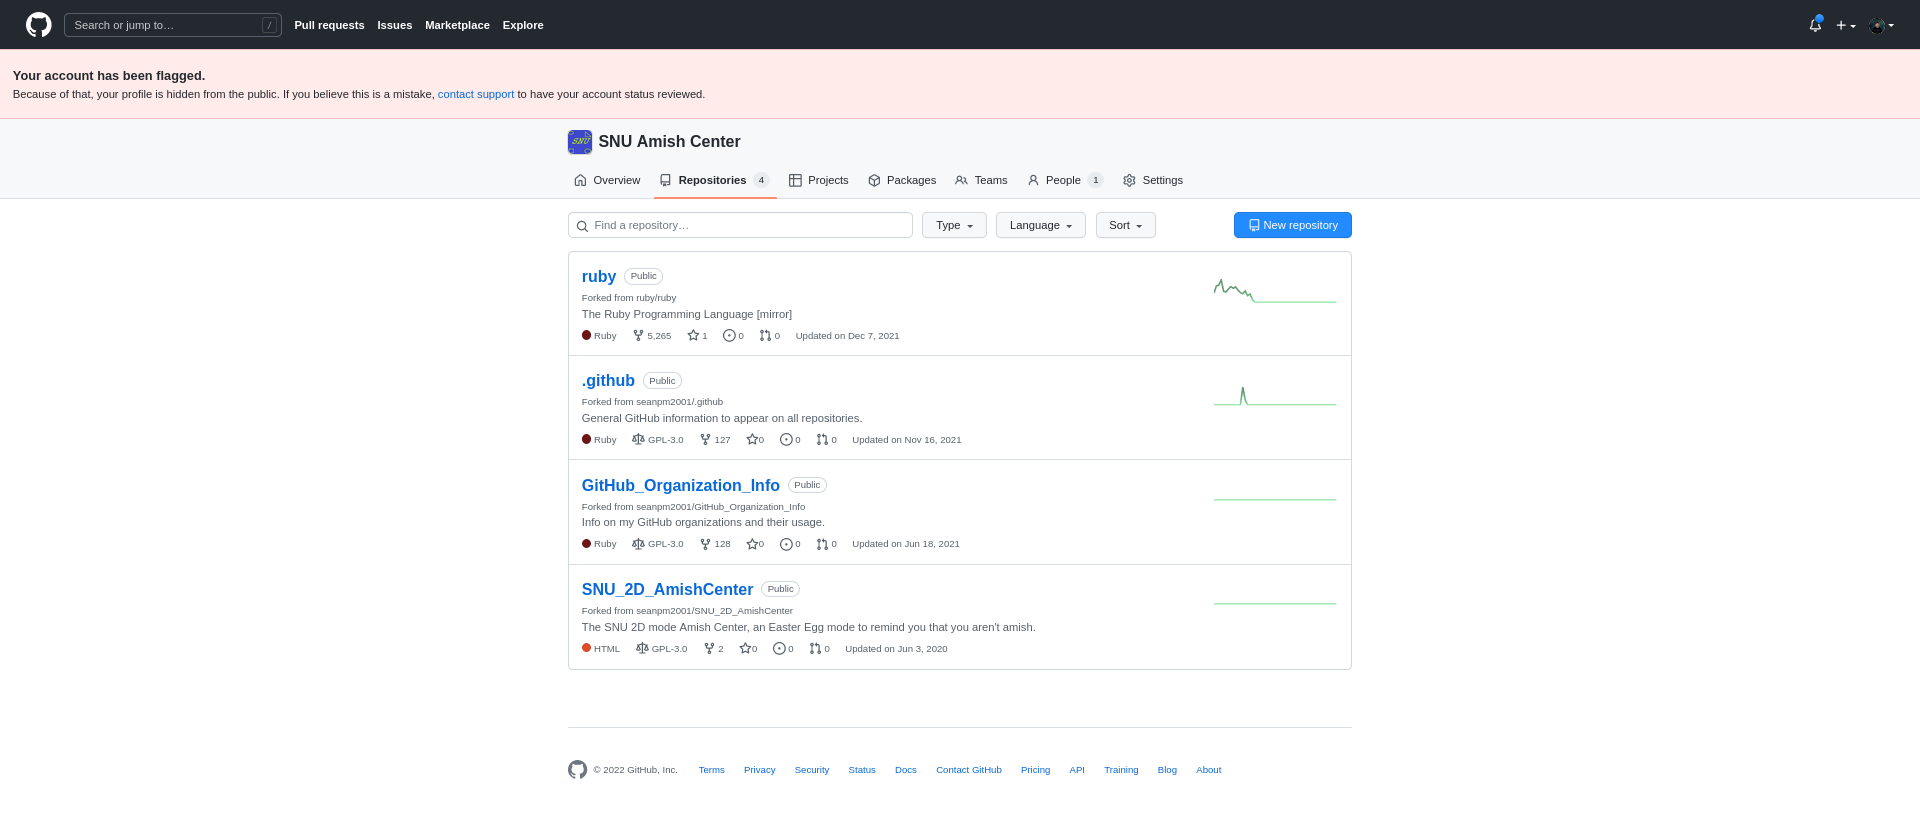 Search or jump to… / Pull requests Issues Marketplace Explore
Your account has been flagged.
Because of that, your profile is hidden from the public. If you believe this is a mistake, contact support to have your account status reviewed.
SNU SNU Amish Center
Overview Repositories 4 Projects Packages Teams People 1 Settings
Find a repository… Type Language Sort New repository
ruby Public
Forked from ruby/ruby
The Ruby Programming Language [mirror]
Ruby 5,265 1 0 0 Updated on Dec 7, 2021
.github Public
Forked from seanpm2001/.github
General GitHub information to appear on all repositories.
Ruby GPL-3.0 127 0 0 0 Updated on Nov 16, 2021
GitHub_Organization_Info Public
Forked from seanpm2001/GitHub_Organization_Info
Info on my GitHub organizations and their usage.
Ruby GPL-3.0 128 0 0 0 Updated on Jun 18, 2021
SNU_2D_AmishCenter Public
Forked from seanpm2001/SNU_2D_AmishCenter
The SNU 2D mode Amish Center, an Easter Egg mode to remind you that you aren't amish.
HTML GPL-3.0 2 0 0 0 Updated on Jun 3, 2020
© 2022 GitHub, Inc. Terms Privacy Security Status Docs Contact GitHub Pricing API Training Blog About